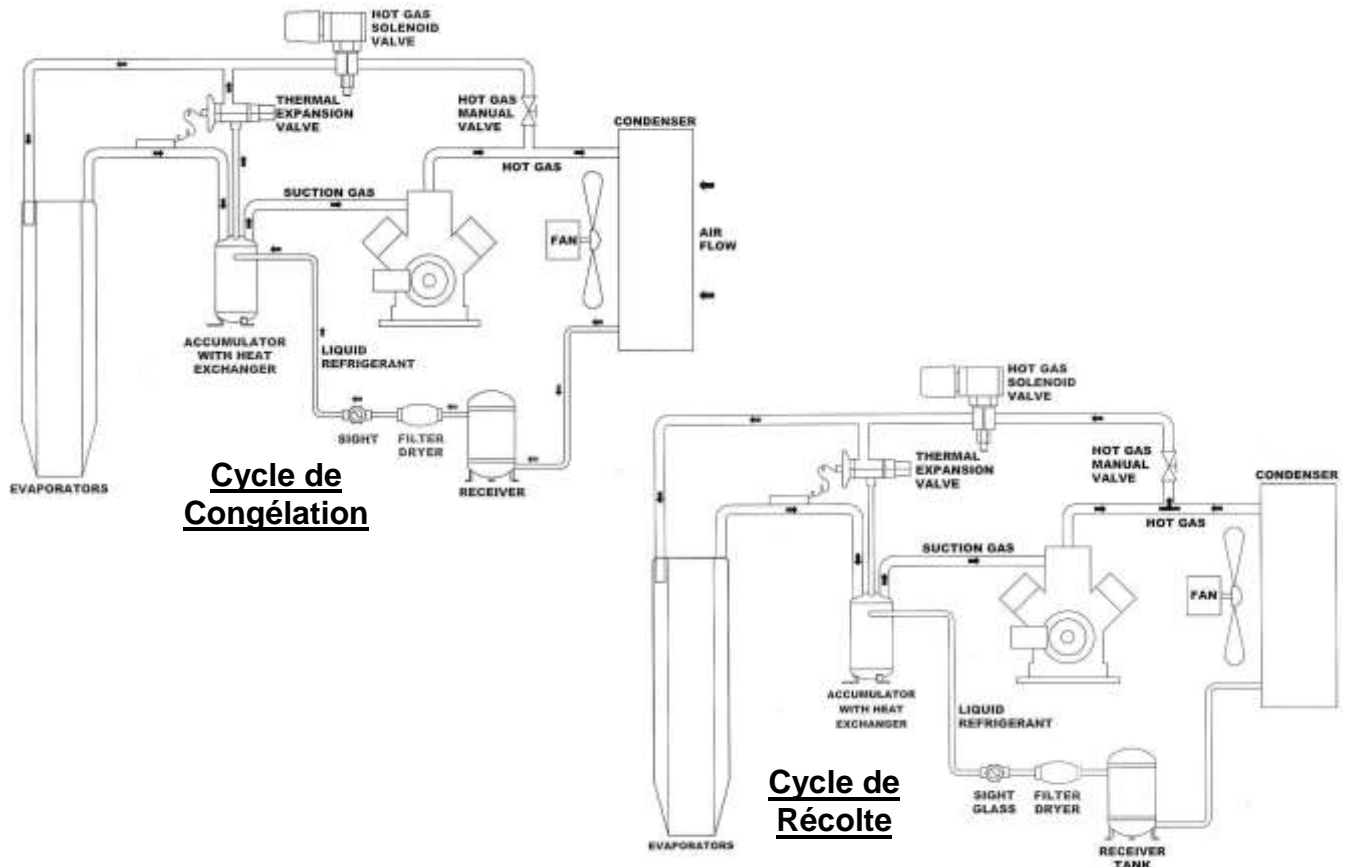 HOT GAS
SOLENOID
VALVE
THERMAL
EXPANSION
VALVE
HOT GAS
MANUAL
VALVE
CONDENSER
HOT GAS
SUCTION GAS
FAN
AIR
FLOW
ACCUMULATOR
WITH HEAT
EXCHANGER
LIQUID
REFRIGERANT
SIGHT
FILTER
DRYER
RECEIVER
EVAPORATORS
Cycle de
Congélation
HOT GAS
SOLENOID
VALVE
THERMAL
EXPANSION
VALVE
HOT GAS
MANUAL
VALVE
CONDENSER
HOT GAS
SUCTION GAS
FAN
ACCUMULATOR
WITH HEAT
EXCHANGER
LIQUID
REFRIGERANT
SIGHT
GLASS
FILTER
DRYER
RECEIVER
TANK
EVAPORATORS
Cycle de
Récolte